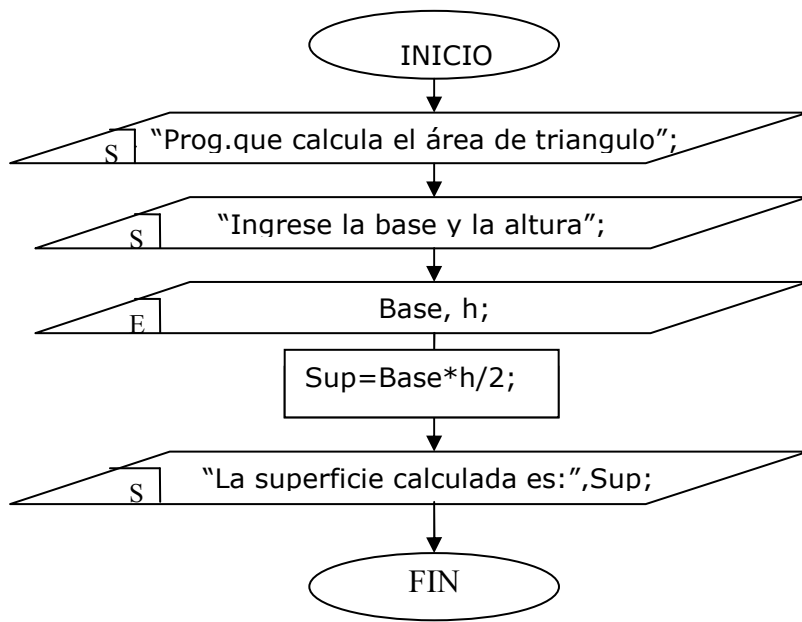 INICIO
S “Prog.que calcula el área de triangulo”;
S “Ingrese la base y la altura”;
E Base, h;
Sup=Base*h/2;
S “La superficie calculada es:”,Sup;
FIN